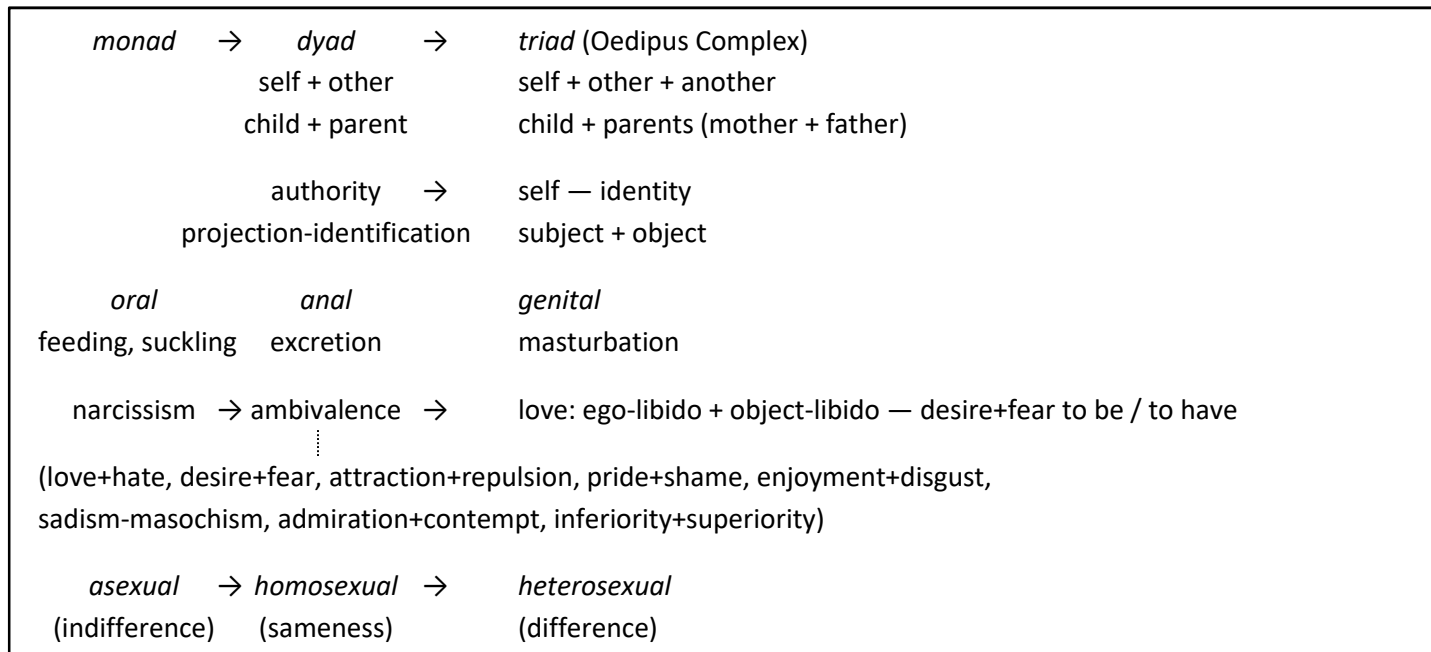 monad → dyad → triad (Oedipus Complex)
self + other self + other + another
child + parent child + parents (mother + father)
authority → self — identity
projection-identification subject + object
oral anal genital
feeding, suckling excretion masturbation
narcissism → ambivalence → love: ego-libido + object-libido — desire+fear to be / to have
(love+hate, desire+fear, attraction+repulsion, pride+shame, enjoyment+disgust,
sadism-masochism, admiration+contempt, inferiority+superiority)
asexual → homosexual → heterosexual
(indifference) (sameness) (difference)